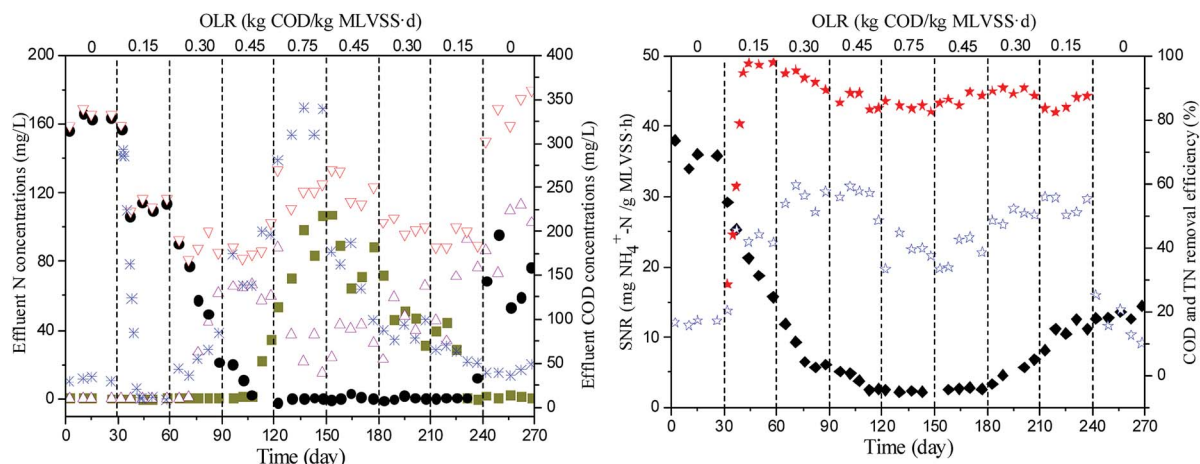 OLR (kg COD/kg MLVSS·d)
0 0.15 0.30 0.45 0.75 0.45 0.30 0.15 0
200
160
120
80
40
0
Effluent N concentrations (mg/L)
400
350
300
250
200
150
100
50
0
Effluent COD concentrations (mg/L)
0 30 60 90 120 150 180 210 240 270
Time (day)
OLR (kg COD/kg MLVSS·d)
0 0.15 0.30 0.45 0.75 0.45 0.30 0.15 0
50
40
30
20
10
0
SNR (mg NH4+-N /g MLVSS·h)
100
80
60
40
20
0
COD and TN removal efficiency (%)
0 30 60 90 120 150 180 210 240 270
Time (day)